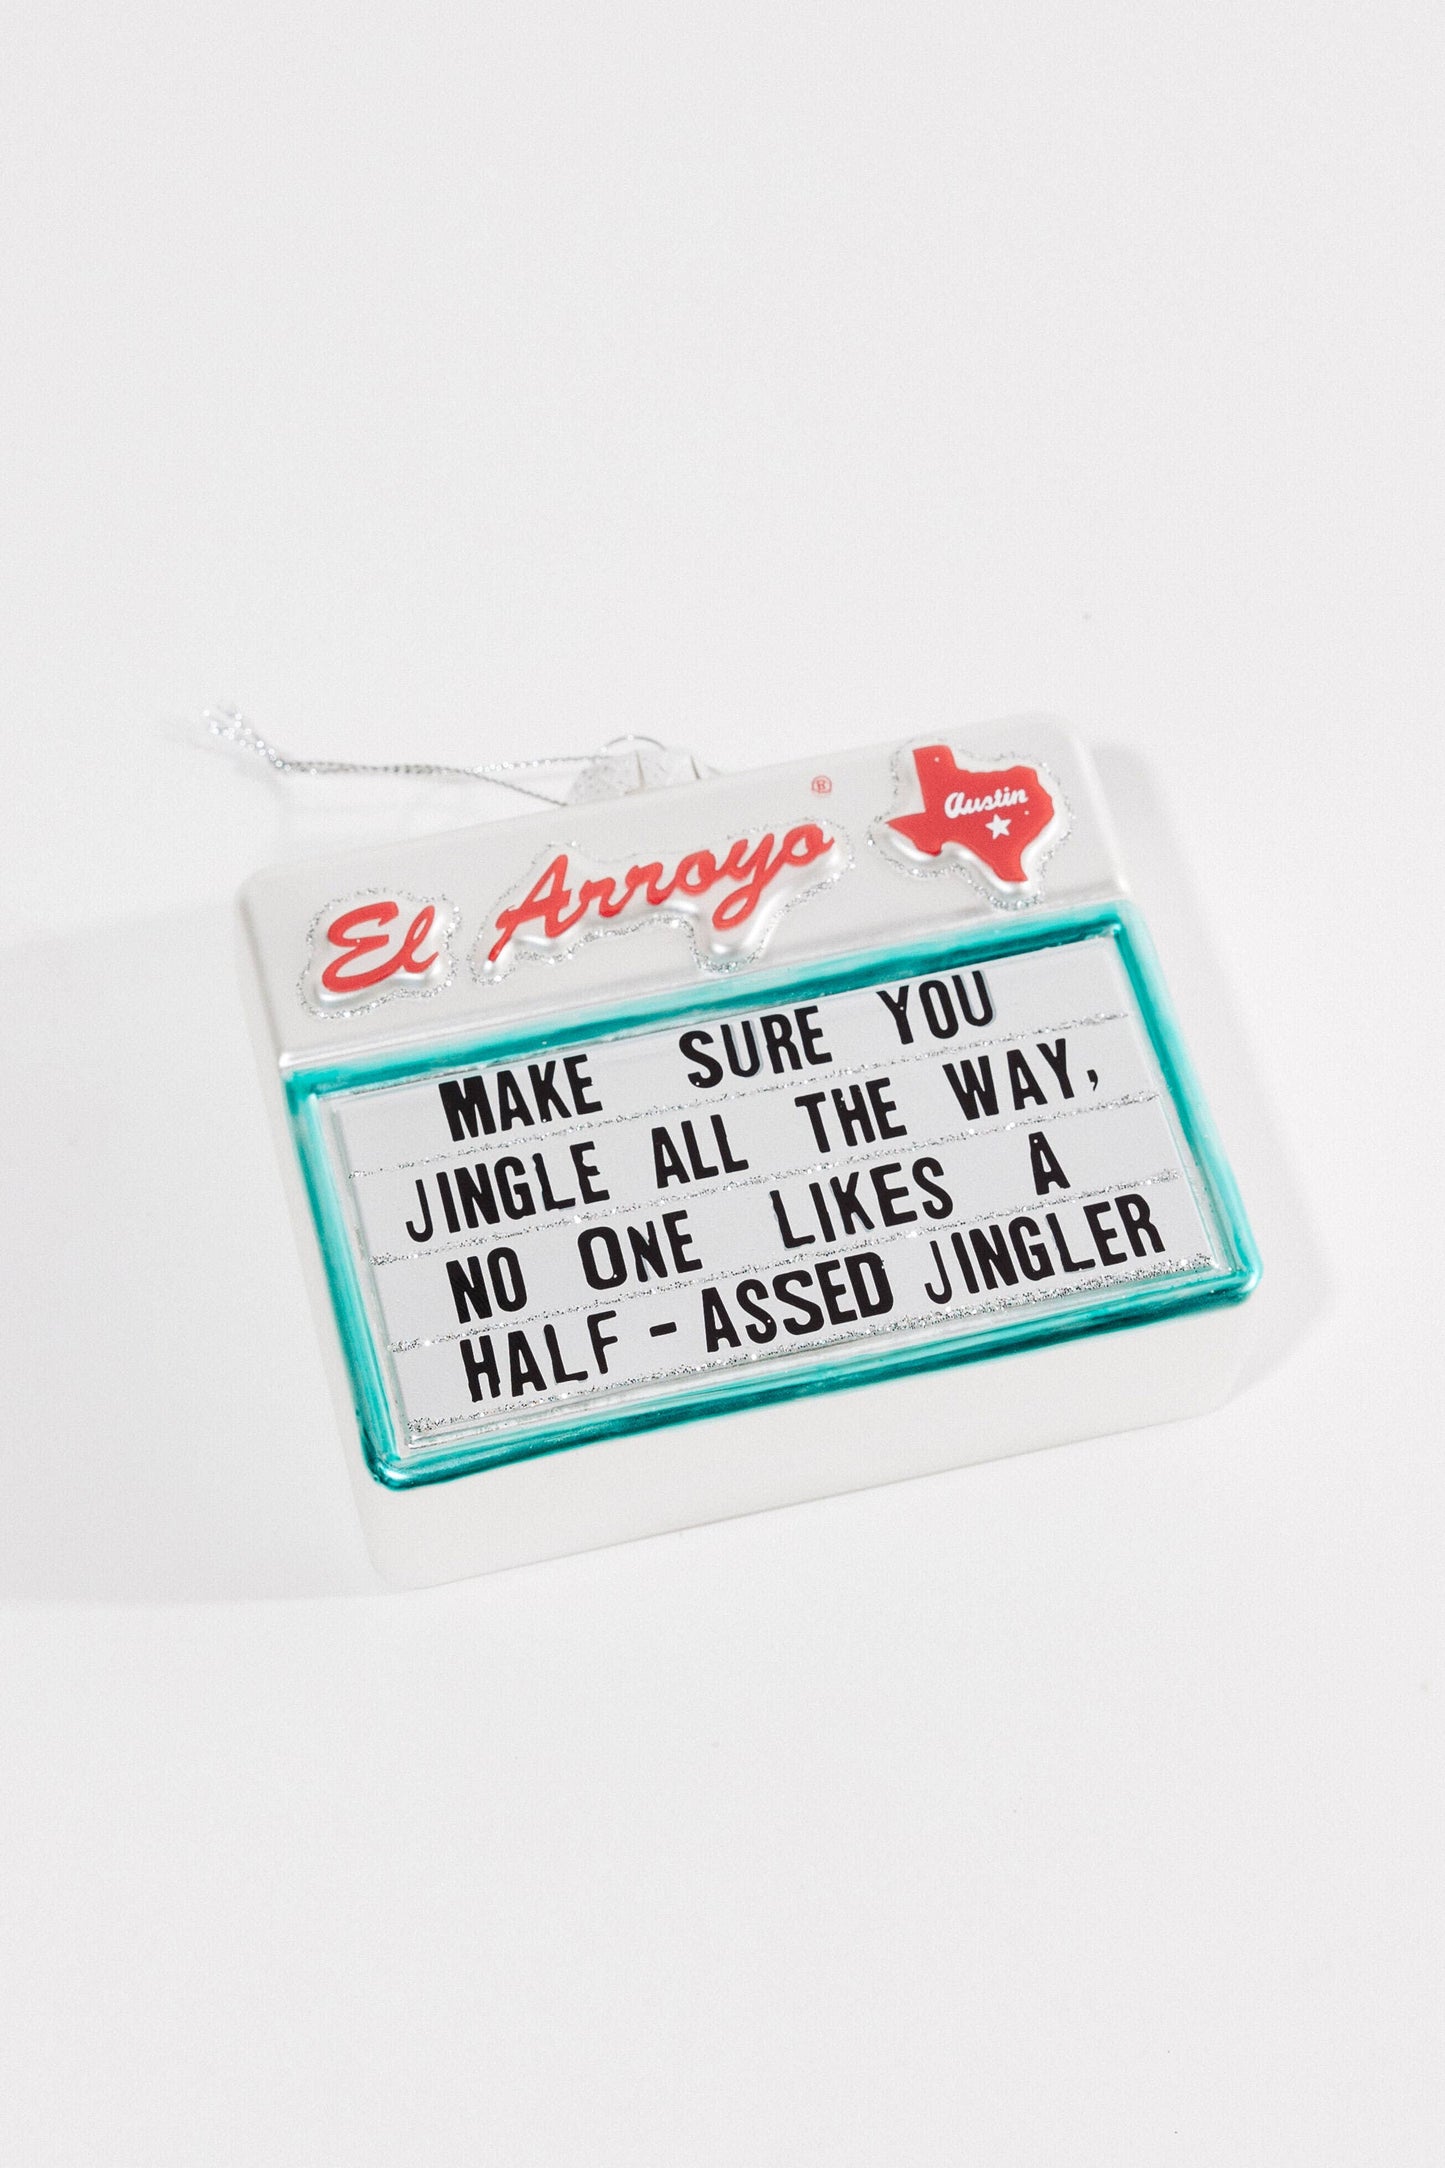 El Arroyo ®
Austin
MAKE SURE YOU
JINGLE ALL THE WAY,
NO ONE LIKES A
HALF-ASSED JINGLER